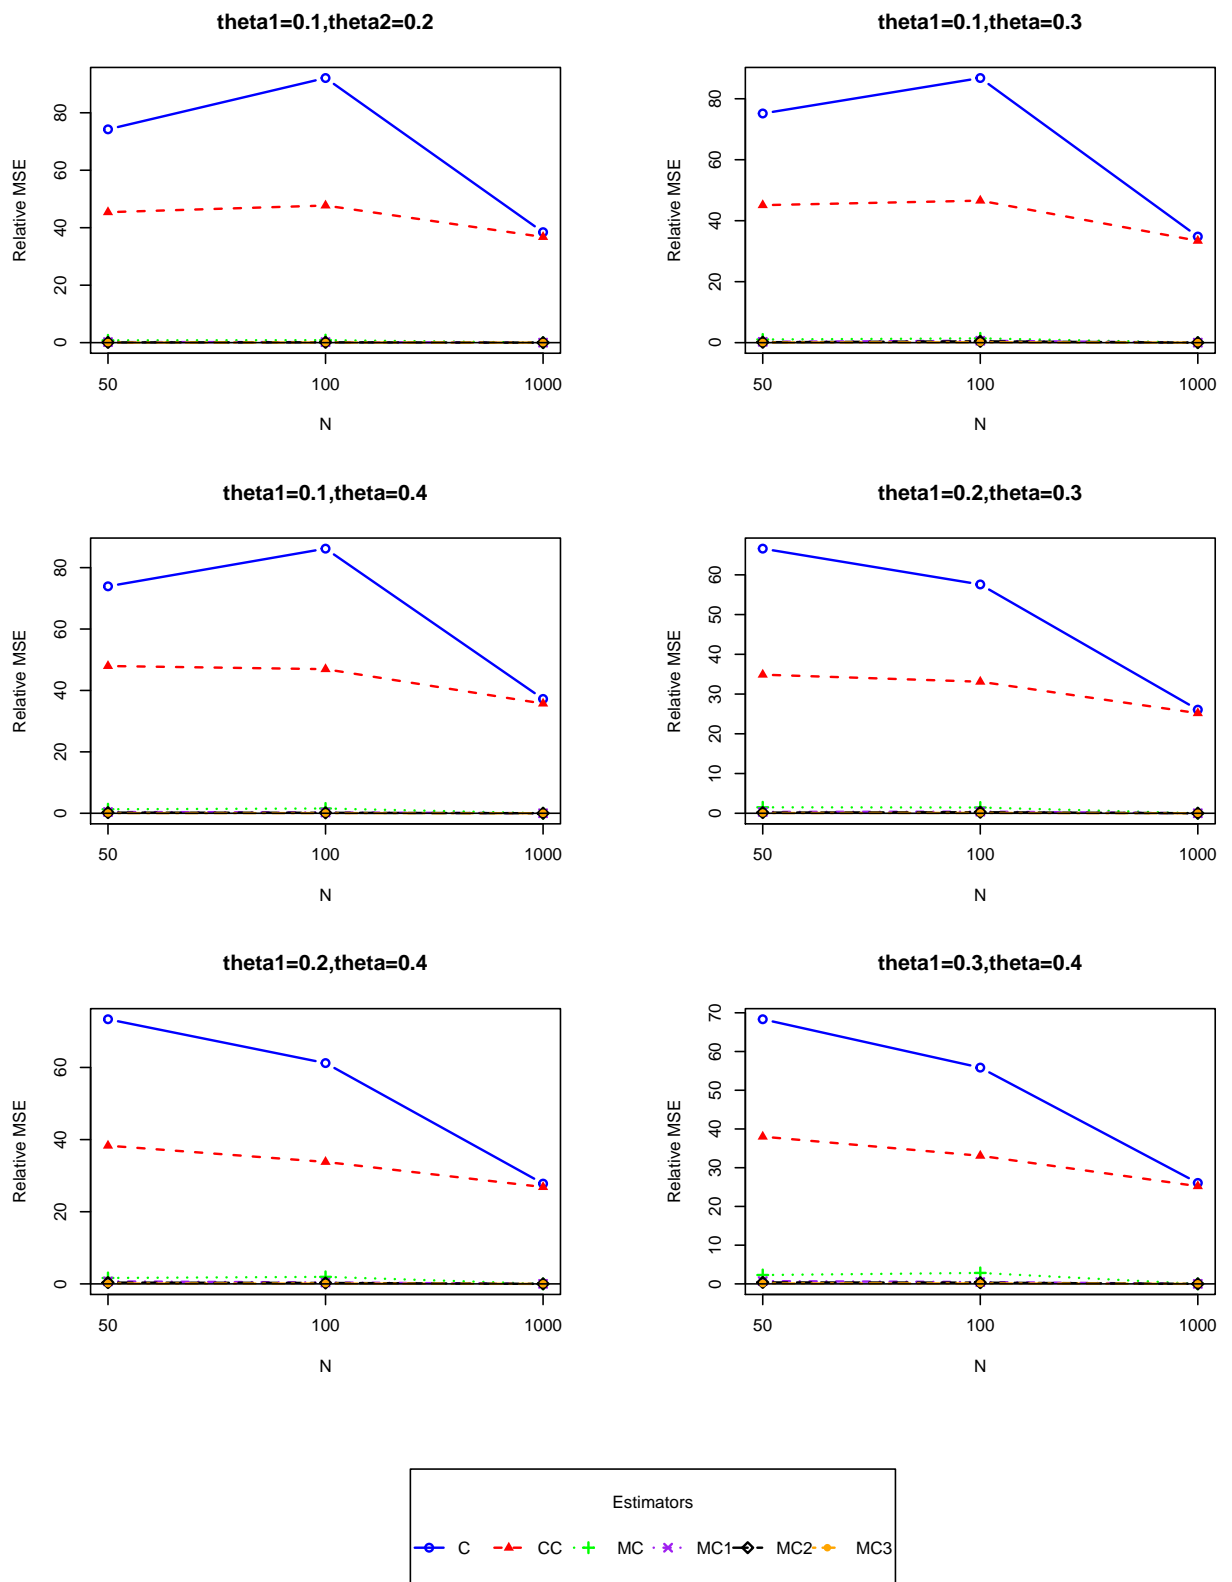 theta1=0.1,theta2=0.2
Relative MSE
0 20 40 60 80
50 100 1000
N
theta1=0.1,theta=0.3
Relative MSE
0 20 40 60 80
50 100 1000
N
theta1=0.1,theta=0.4
Relative MSE
0 20 40 60 80
50 100 1000
N
theta1=0.2,theta=0.3
Relative MSE
0 10 20 30 40 50 60
50 100 1000
N
theta1=0.2,theta=0.4
Relative MSE
0 20 40 60
50 100 1000
N
theta1=0.3,theta=0.4
Relative MSE
0 10 20 30 40 50 60 70
50 100 1000
N
Estimators
C CC MC MC1 MC2 MC3